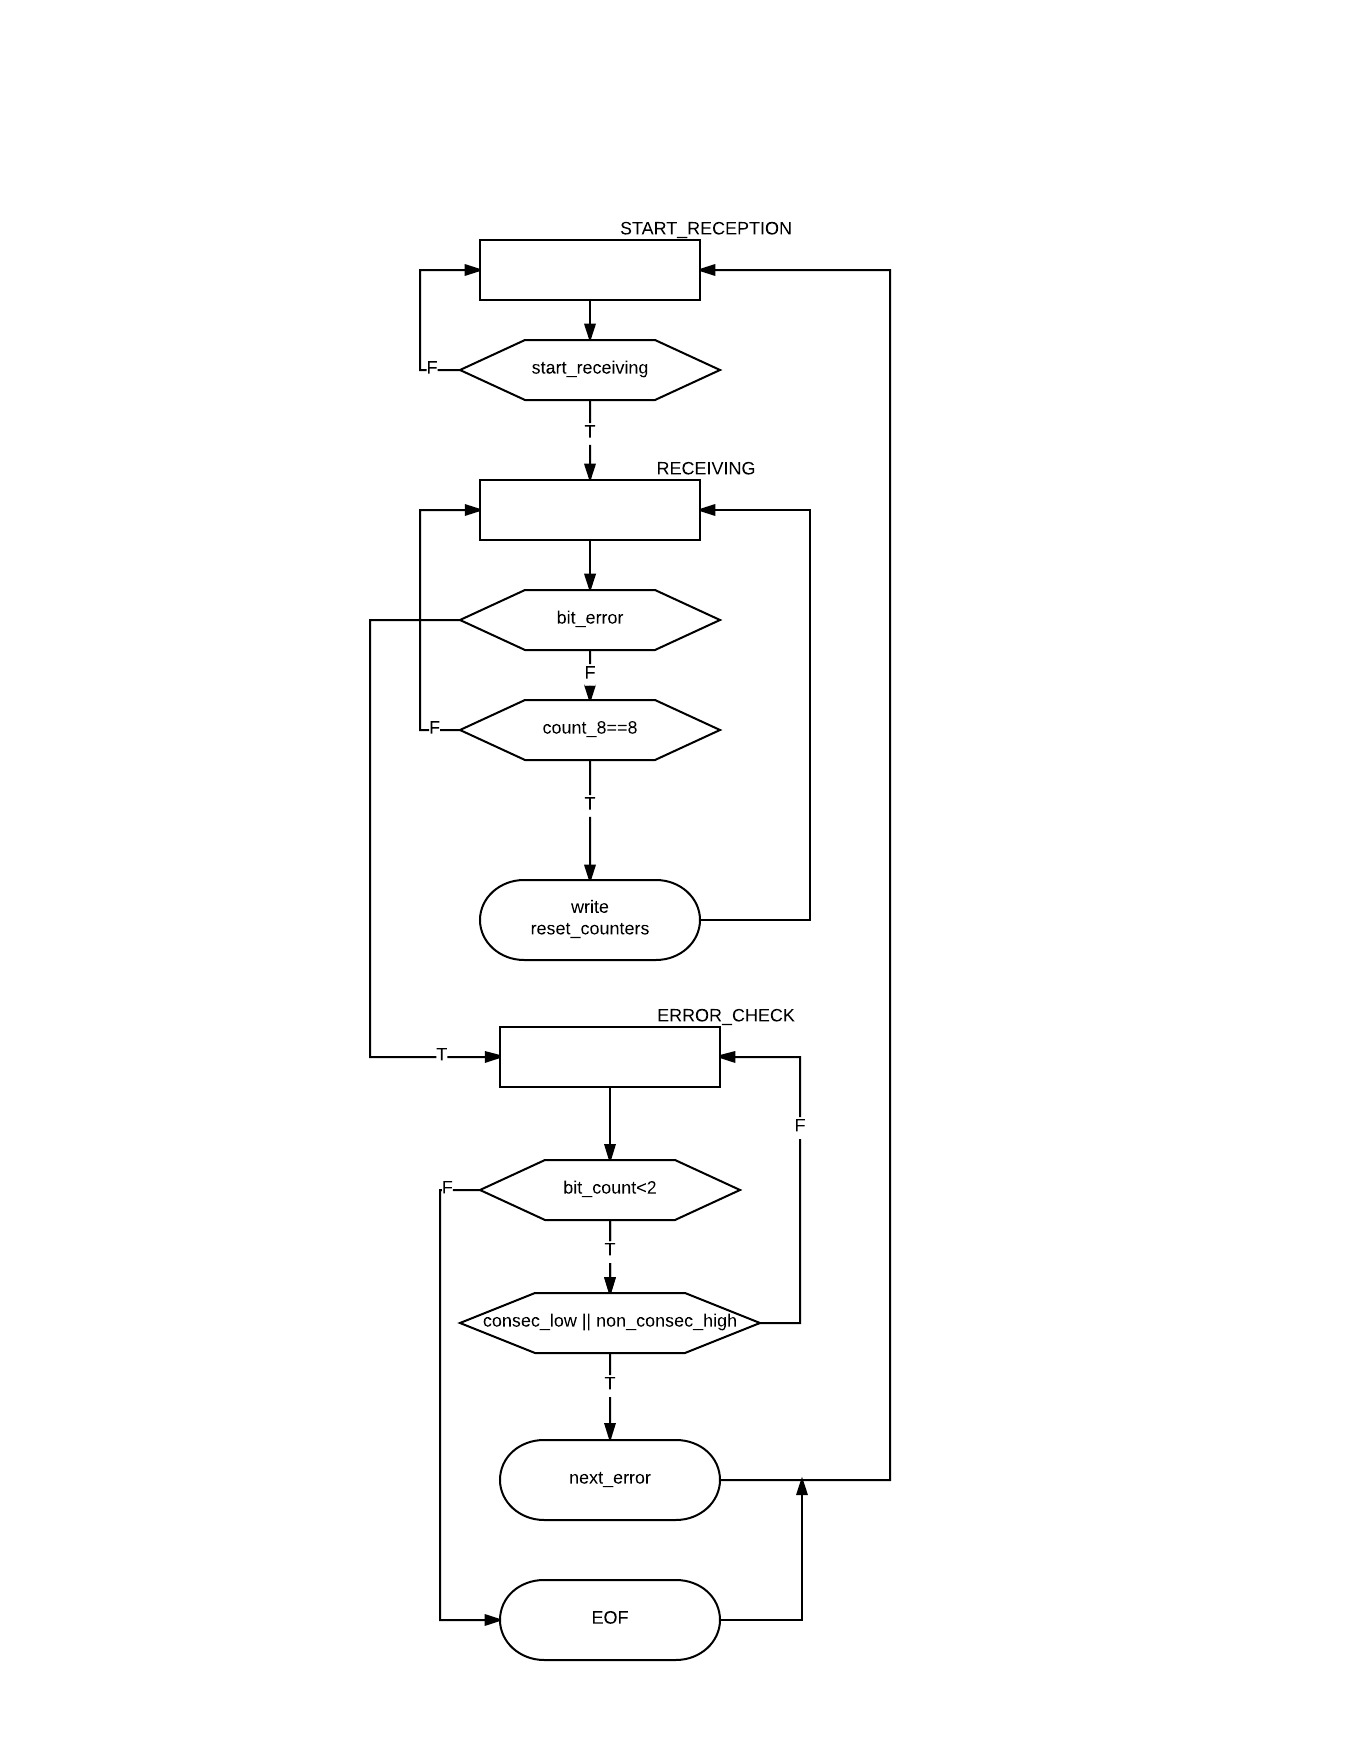 START_RECEPTION
start_receiving
F
T
RECEIVING
bit_error
F
count_8==8
F
T
write
reset_counters
ERROR_CHECK
T
F
bit_count<2
F
T
consec_low || non_consec_high
T
next_error
EOF